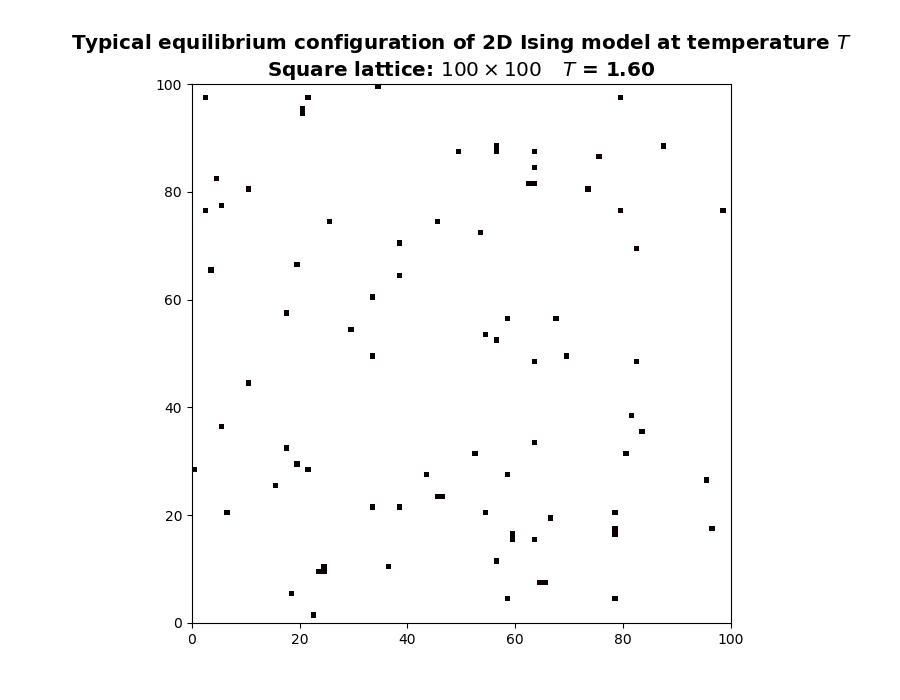 Typical equilibrium configuration of 2D Ising model at temperature T
Square lattice: 100 × 100 T = 1.60
100
80
60
40
20
0
0 20 40 60 80 100